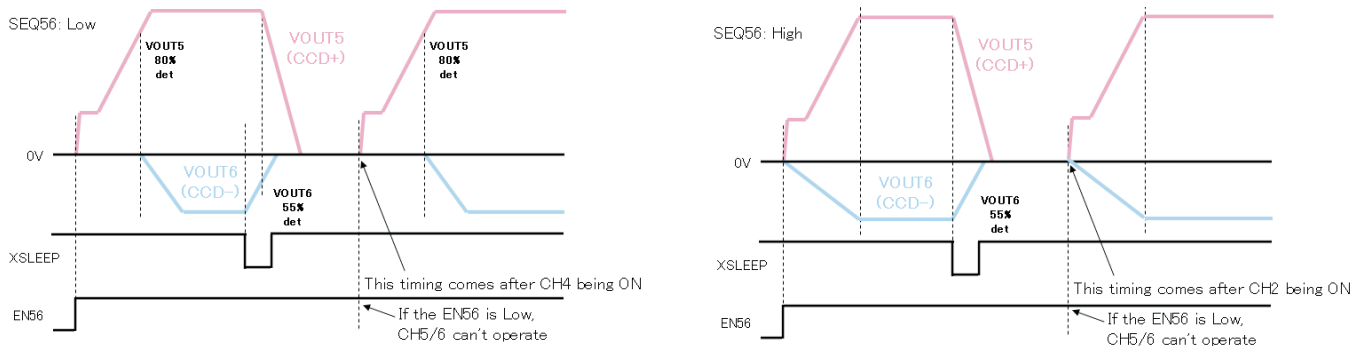 SEQ56: Low
VOUT5
80%
det
VOUT5
(CCD+)
VOUT5
80%
det
0V
VOUT6
(CCD−)
VOUT6
55%
det
XSLEEP
This timing comes after CH4 being ON
EN56
If the EN56 is Low,
CH5/6 can't operate
SEQ56: High
VOUT5
(CCD+)
0V
VOUT6
(CCD−)
VOUT6
55%
det
XSLEEP
This timing comes after CH2 being ON
EN56
If the EN56 is Low,
CH5/6 can't operate